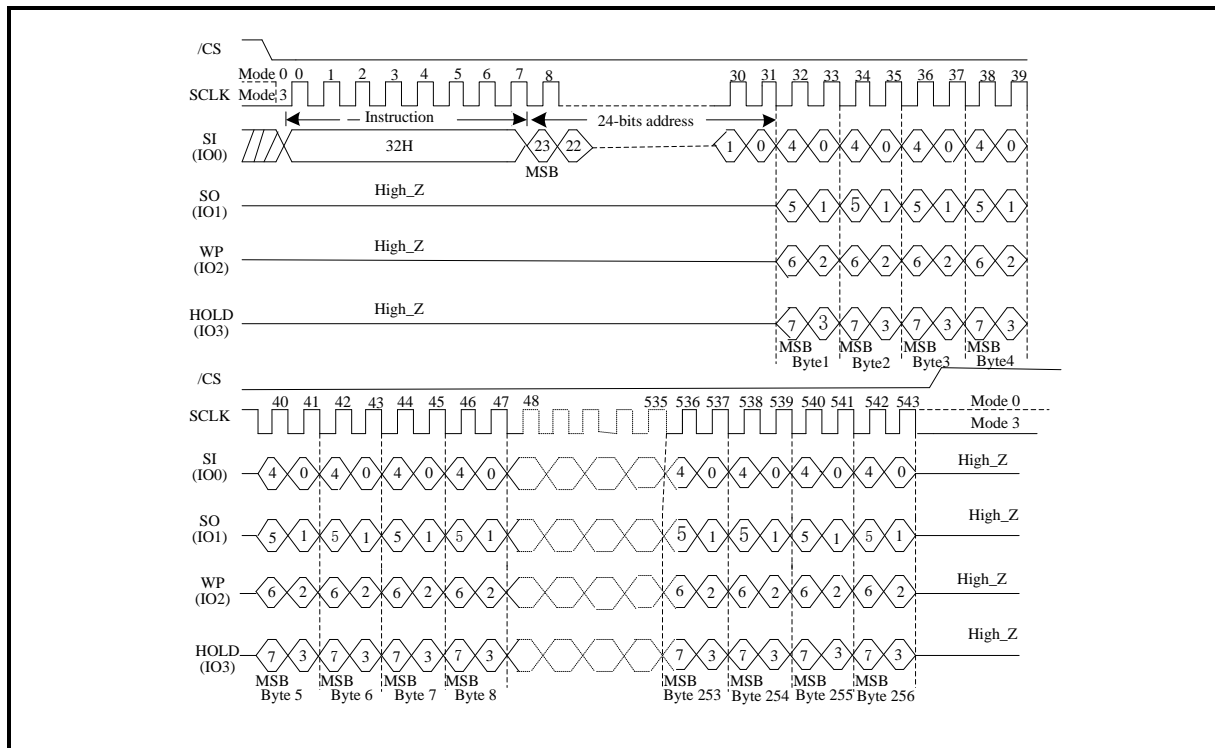 /CS
Mode 0 0 1 2 3 4 5 6 7 8 30 31 32 33 34 35 36 37 38 39
SCLK Mode 3
Instruction 24-bits address
SI
(IO0) 32H 23 22 1 0 4 0 4 0 4 0 4 0
MSB
SO
(IO1) High_Z 5 1 5 1 5 1 5 1
WP
(IO2) High_Z 6 2 6 2 6 2 6 2
HOLD
(IO3) High_Z 7 3 7 3 7 3 7 3
MSB MSB MSB MSB
Byte1 Byte2 Byte3 Byte4
/CS
40 41 42 43 44 45 46 47 48 535 536 537 538 539 540 541 542 543 Mode 0
SCLK Mode 3
SI
(IO0) 4 0 4 0 4 0 4 0 4 0 4 0 4 0 4 0 High_Z
SO
(IO1) 5 1 5 1 5 1 5 1 5 1 5 1 5 1 5 1 High_Z
WP
(IO2) 6 2 6 2 6 2 6 2 6 2 6 2 6 2 6 2 High_Z
HOLD
(IO3) 7 3 7 3 7 3 7 3 7 3 7 3 7 3 7 3 High_Z
MSB MSB MSB MSB MSB MSB MSB MSB
Byte 5 Byte 6 Byte 7 Byte 8 Byte 253 Byte 254 Byte 255 Byte 256